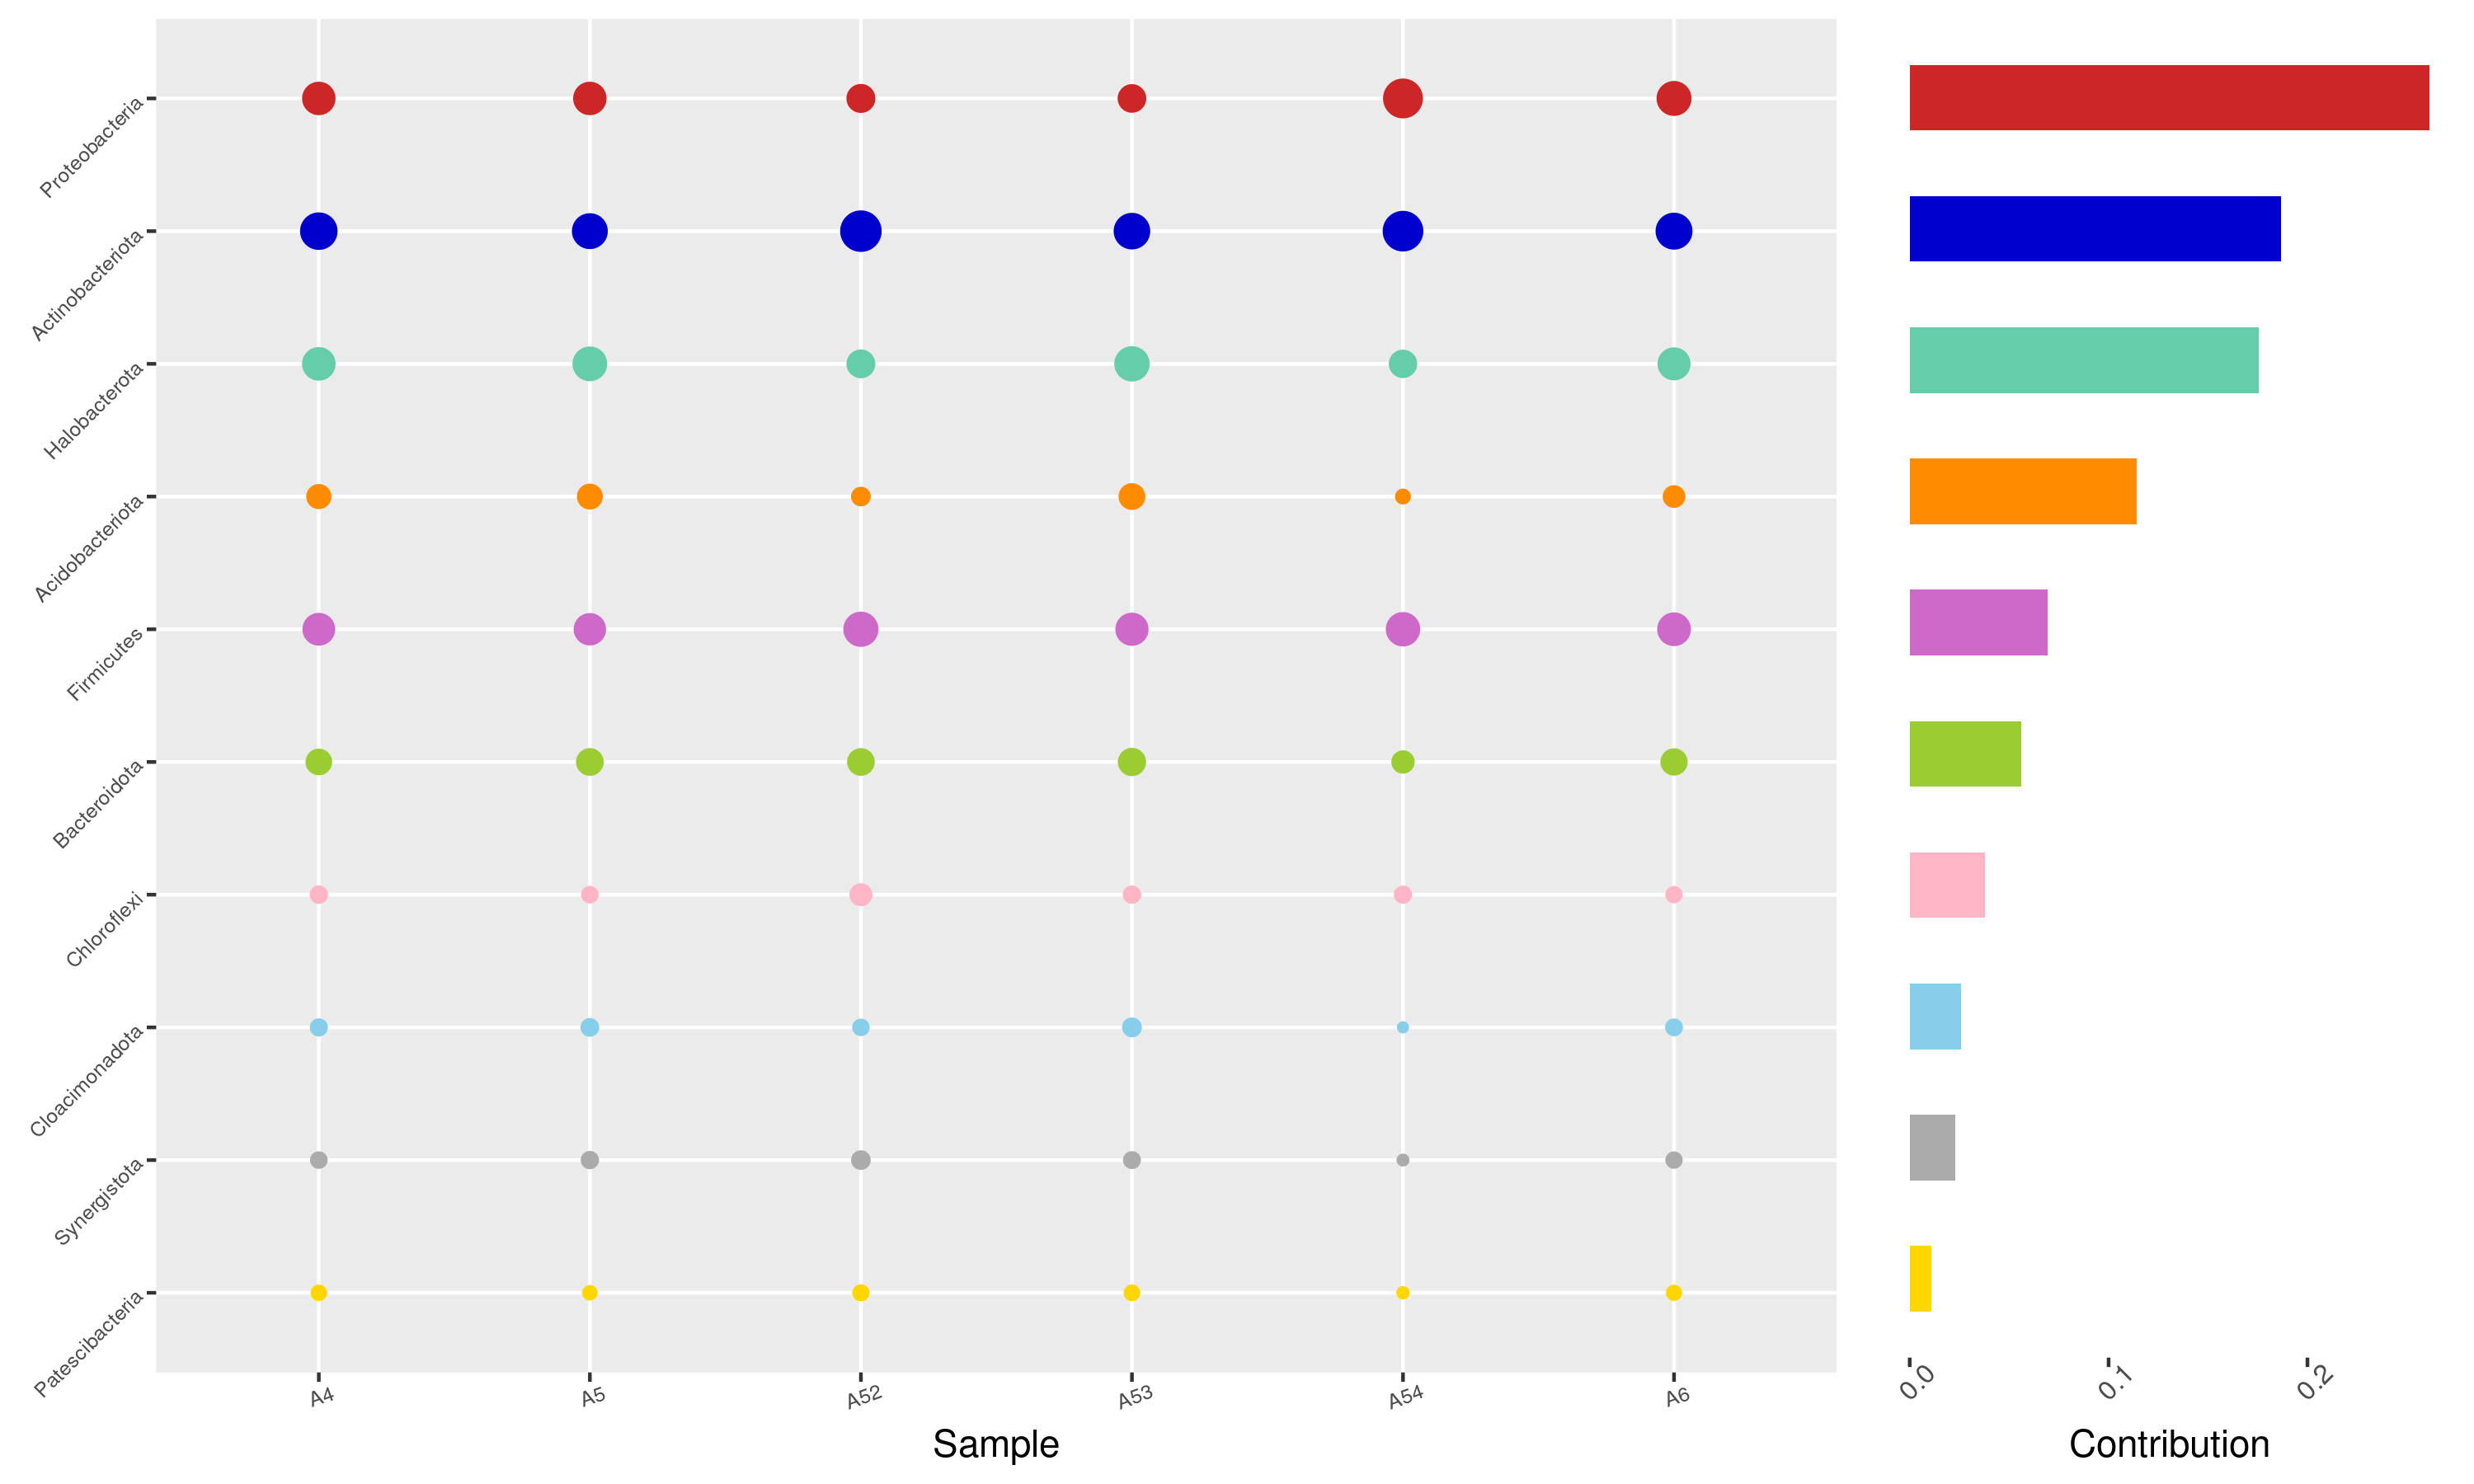 Proteobacteria
Actinobacteriota
Halobacterota
Acidobacteriota
Firmicutes
Bacteroidota
Chloroflexi
Cloacimonadota
Synergistota
Patescibacteria
A4 A5 A52 A53 A54 A6
Sample
0.0 0.1 0.2
Contribution